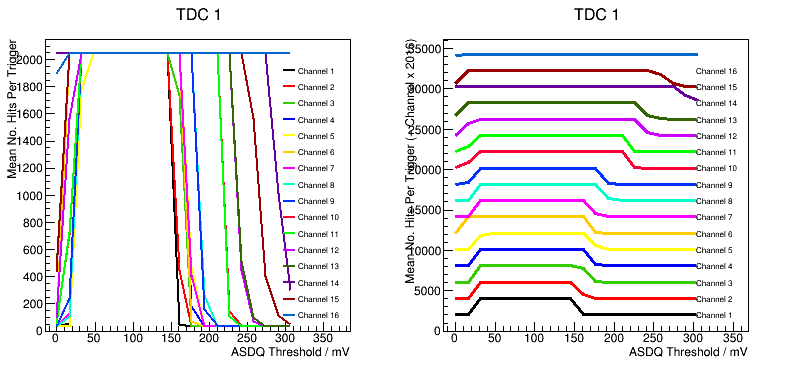 TDC 1
Mean No. Hits Per Trigger
2000
1800
1600
1400
1200
1000
800
600
400
200
0
0 50 100 150 200 250 300 350
ASDQ Threshold / mV
Channel 1
Channel 2
Channel 3
Channel 4
Channel 5
Channel 6
Channel 7
Channel 8
Channel 9
Channel 10
Channel 11
Channel 12
Channel 13
Channel 14
Channel 15
Channel 16
TDC 1
Mean No. Hits Per Trigger (+ Channel x 2016)
35000
30000
25000
20000
15000
10000
5000
0
0 50 100 150 200 250 300 350
ASDQ Threshold / mV
Channel 16
Channel 15
Channel 14
Channel 13
Channel 12
Channel 11
Channel 10
Channel 9
Channel 8
Channel 7
Channel 6
Channel 5
Channel 4
Channel 3
Channel 2
Channel 1